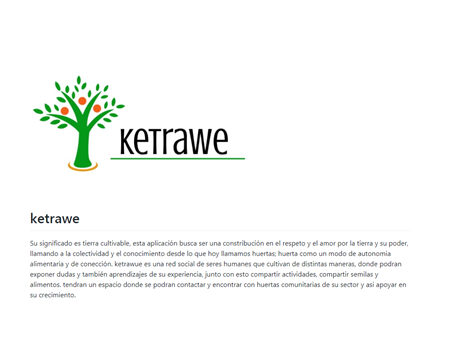 Ketrawe
ketrawe
Su significado es tierra cultivable, esta aplicación busca ser una constribución en el respeto y el amor por la tierra y su poder,
llamando a la colectividad y el conocimiento desde lo que hoy llamamos huertas; huerta como un modo de autonomia
alimentaria y de conección. ketrawue es una red social de seres humanes que cultivan de distintas maneras, donde podran
exponer dudas y también aprendizajes de su experiencia, junto con esto compartir actividades, compartir semilas y
alimentos. tendran un espacio donde se podran contactar y encontrar con huertas comunitarias de su sector y asi apoyar en
su crecimiento.